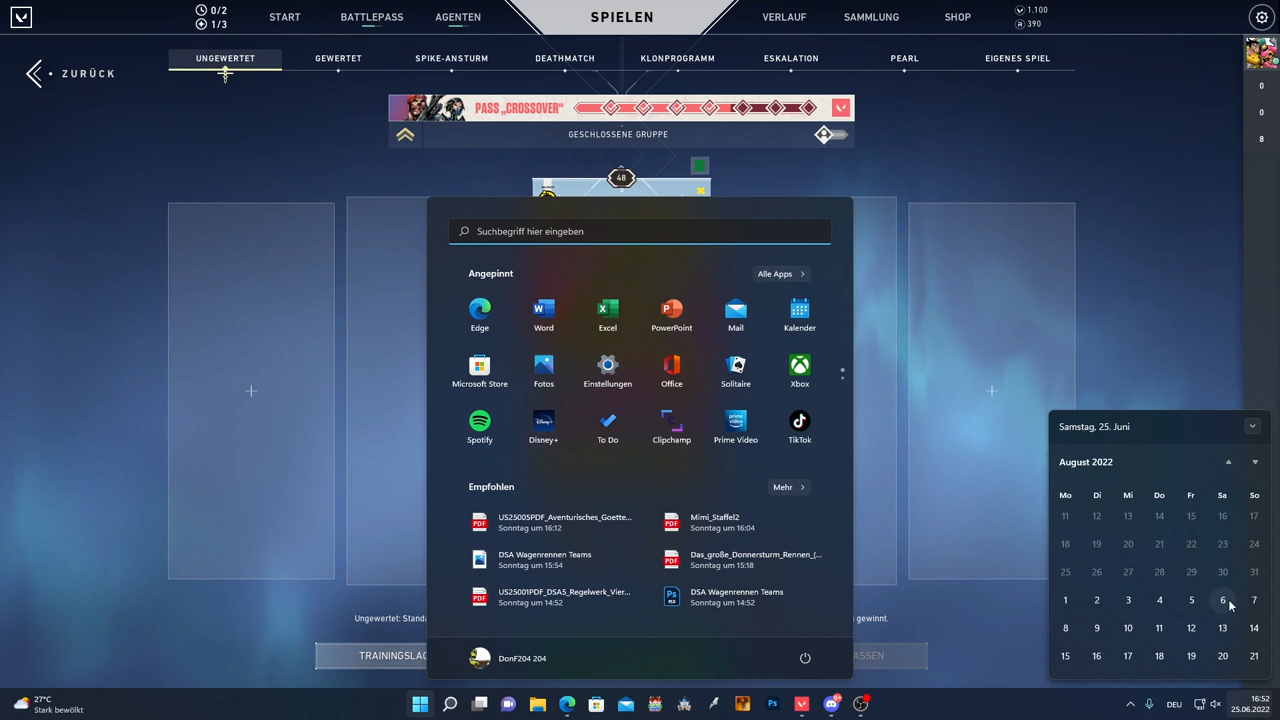 0/2
1/3
START
BATTLEPASS
AGENTEN
SPIELEN
VERLAUF
SAMMLUNG
SHOP
1.100
390
ZURÜCK
UNGEWERTET
GEWERTET
SPIKE-ANSTURM
DEATHMATCH
KLONPROGRAMM
ESKALATION
PEARL
EIGENES SPIEL
0
0
8
PASS „CROSSOVER“
GESCHLOSSENE GRUPPE
48
Suchbegriff hier eingeben
Angepinnt
Alle Apps
Edge
Word
Excel
PowerPoint
Mail
Kalender
Microsoft Store
Fotos
Einstellungen
Office
Solitaire
Xbox
Spotify
Disney+
To Do
Clipchamp
Prime Video
TikTok
Empfohlen
Mehr
US25005PDF_Aventurisches_Goette...
Sonntag um 16:12
Mimi_Staffel2
Sonntag um 16:04
DSA Wagenrennen Teams
Sonntag um 15:54
Das_große_Donnersturm_Rennen_(...
Sonntag um 15:18
US25001PDF_DSA5_Regelwerk_Vier...
Sonntag um 14:52
DSA Wagenrennen Teams
Sonntag um 14:52
DonF204 204
Ungewertet: Standa
gewinnt.
TRAININGSLAG
ASSEN
Samstag, 25. Juni
August 2022
Mo Di Mi Do Fr Sa So
11 12 13 14 15 16 17
18 19 20 21 22 23 24
25 26 27 28 29 30 31
1 2 3 4 5 6 7
8 9 10 11 12 13 14
15 16 17 18 19 20 21
27°C
Stark bewölkt
DEU
16:52
25.06.2022